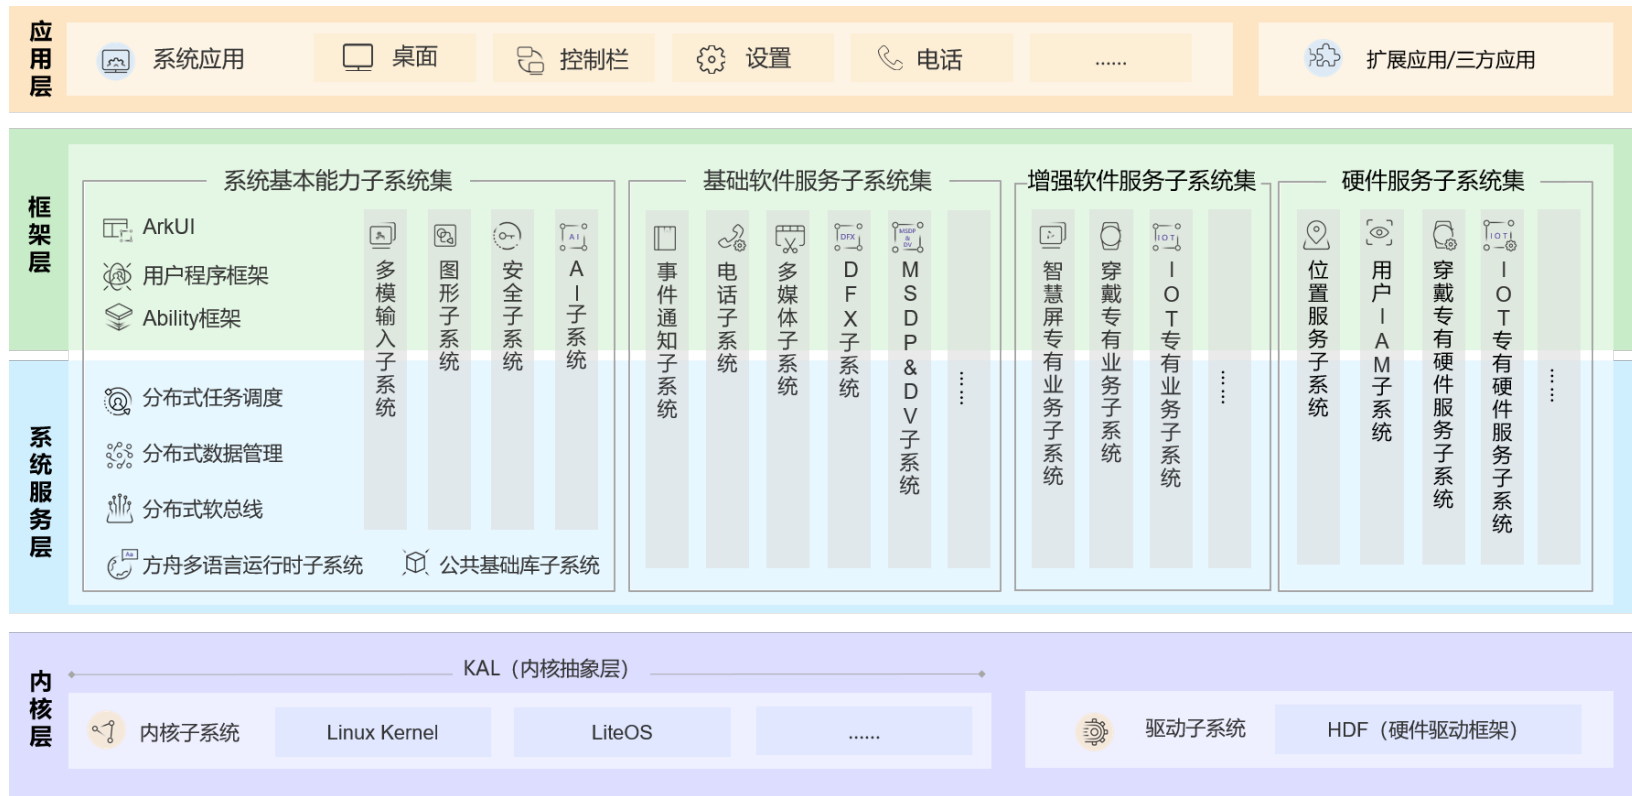 应用层
系统应用
桌面
控制栏
设置
电话
......
扩展应用/三方应用
框架层
系统基本能力子系统集
ArkUI
用户程序框架
Ability框架
多模输入子系统
图形子系统
安全子系统
AI
AI子系统
基础软件服务子系统集
事件通知子系统
电话子系统
多媒体子系统
DFX
DFX子系统
MSDP
&
DV
MSDP&DV子系统
......
增强软件服务子系统集
智慧屏专有业务子系统
穿戴专有业务子系统
IOT
IOT专有业务子系统
......
硬件服务子系统集
位置服务子系统
用户IAM子系统
穿戴专有硬件服务子系统
IOT
IOT专有硬件服务子系统
......
系统服务层
分布式任务调度
分布式数据管理
分布式软总线
方舟多语言运行时子系统
公共基础库子系统
内核层
KAL（内核抽象层）
内核子系统
Linux Kernel
LiteOS
......
驱动子系统
HDF（硬件驱动框架）